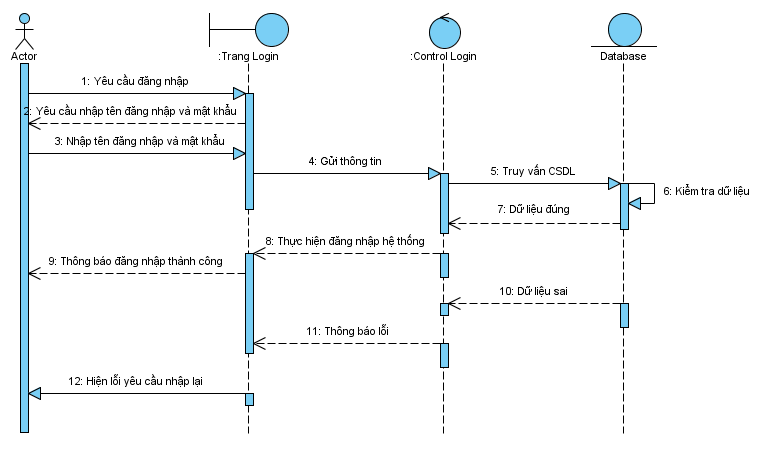 Actor
:Trang Login
:Control Login
Database
1: Yêu cầu đăng nhập
2: Yêu cầu nhập tên đăng nhập và mật khẩu
3: Nhập tên đăng nhập và mật khẩu
4: Gửi thông tin
5: Truy vấn CSDL
6: Kiểm tra dữ liệu
7: Dữ liệu đúng
8: Thực hiện đăng nhập hệ thống
9: Thông báo đăng nhập thành công
10: Dữ liệu sai
11: Thông báo lỗi
12: Hiện lỗi yêu cầu nhập lại